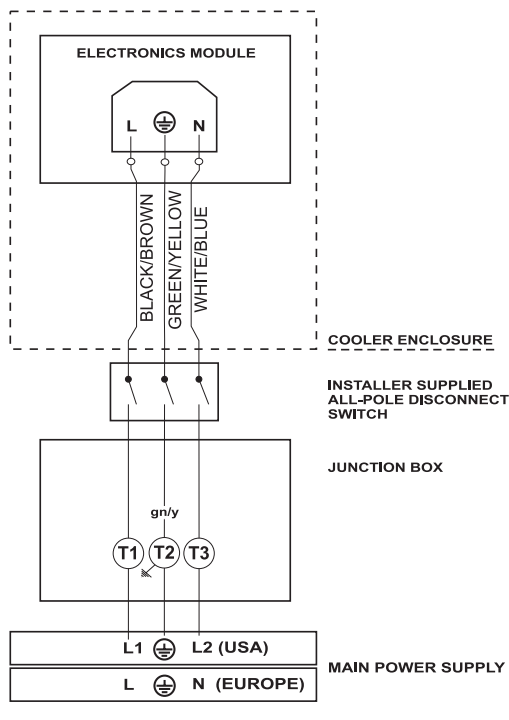 ELECTRONICS MODULE
L N
BLACK/BROWN
GREEN/YELLOW
WHITE/BLUE
COOLER ENCLOSURE
INSTALLER SUPPLIED
ALL-POLE DISCONNECT
SWITCH
JUNCTION BOX
gn/y
T1 T2 T3
L1 L2 (USA)
L N (EUROPE)
MAIN POWER SUPPLY